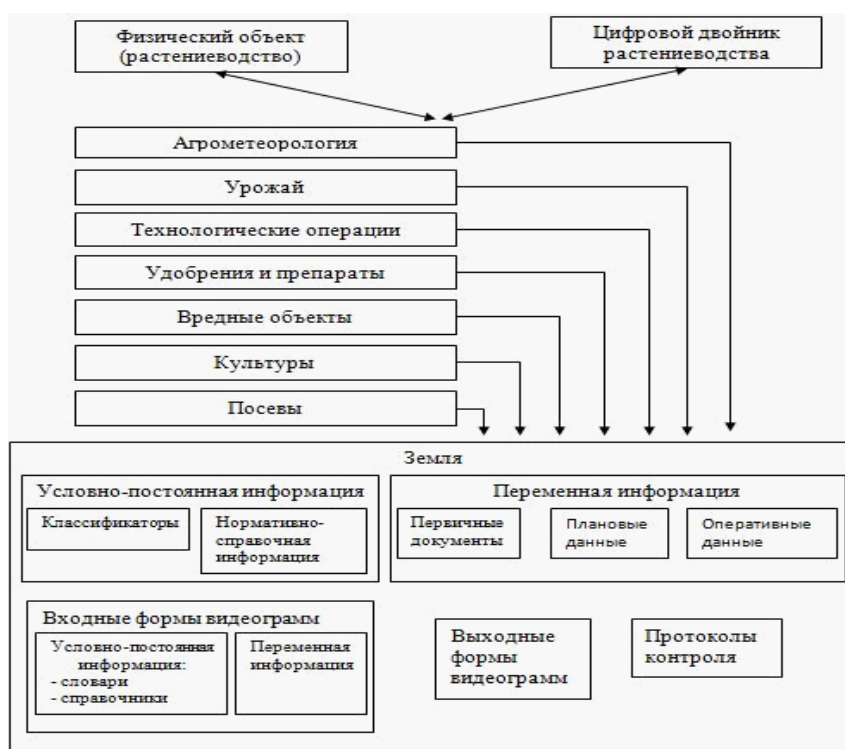 Физический объект
(растениеводство)
Цифровой двойник
растениеводства
Агрометеорология
Урожай
Технологические операции
Удобрения и препараты
Вредные объекты
Культуры
Посевы
Земля
Условно-постоянная информация
Классификаторы
Нормативно-
справочная
информация
Переменная информация
Первичные
документы
Плановые
данные
Оперативные
данные
Входные формы видеограмм
Условно-постоянная
информация:
- словари
- справочники
Переменная
информация
Выходные
формы
видеограмм
Протоколы
контроля